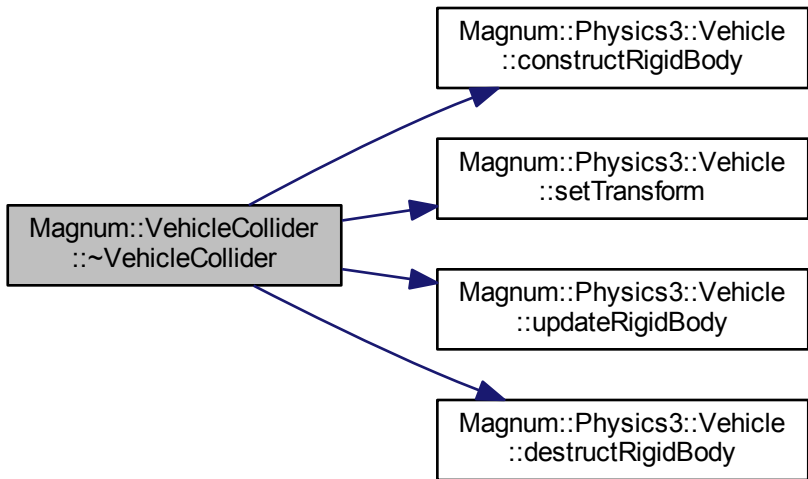 Magnum::Physics3::Vehicle
::constructRigidBody
Magnum::Physics3::Vehicle
::setTransform
Magnum::VehicleCollider
::~VehicleCollider
Magnum::Physics3::Vehicle
::updateRigidBody
Magnum::Physics3::Vehicle
::destructRigidBody